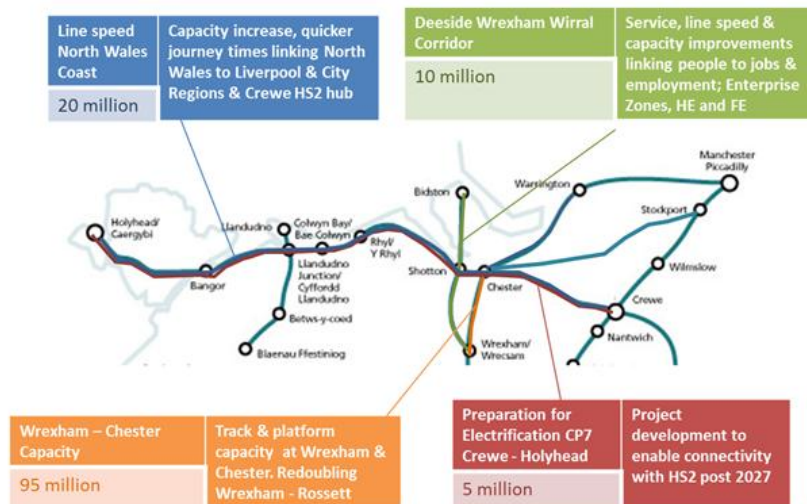 Line speed
North Wales
Coast
20 million
Capacity increase, quicker
journey times linking North
Wales to Liverpool & City
Regions & Crewe HS2 hub
Deeside Wrexham Wirral
Corridor
10 million
Service, line speed &
capacity improvements
linking people to jobs &
employment; Enterprise
Zones, HE and FE
Holyhead/
Caergybi
Bangor
Llandudno
Colwyn Bay/
Bae Colwyn
Llandudno
Junction/
Cyffordd
Llandudno
Rhyl/
Y Rhyl
Betws-y-coed
Blaenau Ffestiniog
Bidston
Shotton
Chester
Wrexham/
Wrecsam
Warrington
Manchester
Piccadilly
Stockport
Wilmslow
Crewe
Nantwich
Wrexham – Chester
Capacity
95 million
Track & platform
capacity at Wrexham &
Chester. Redoubling
Wrexham - Rossett
Preparation for
Electrification CP7
Crewe - Holyhead
5 million
Project
development to
enable connectivity
with HS2 post 2027